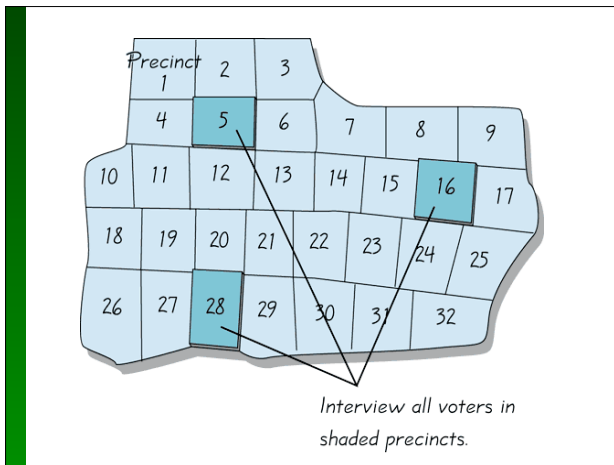 Precinct
1 2 3
4 5 6 7 8 9
10 11 12 13 14 15 16 17
18 19 20 21 22 23 24 25
26 27 28 29 30 31 32
Interview all voters in
shaded precincts.